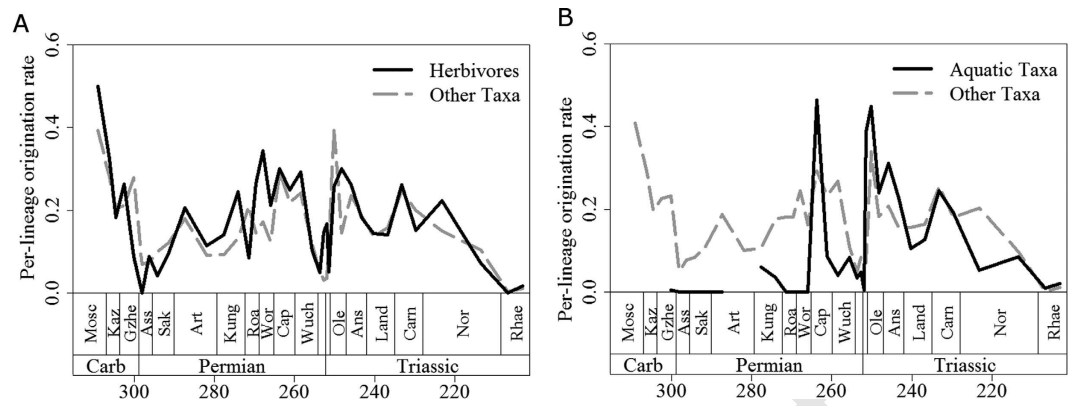 A
Per-lineage origination rate
0.6
0.4
0.2
0.0
Herbivores
Other Taxa
Mosc Kaz Gzhe Ass Sak Art Kung Roa Wor Cap Wuch Ole Ans Land Carn Nor Rhae
Carb Permian Triassic
300 280 260 240 220
B
Per-lineage origination rate
0.6
0.4
0.2
0.0
Aquatic Taxa
Other Taxa
Mosc Kaz Gzhe Ass Sak Art Kung Roa Wor Cap Wuch Ole Ans Land Carn Nor Rhae
Carb Permian Triassic
300 280 260 240 220